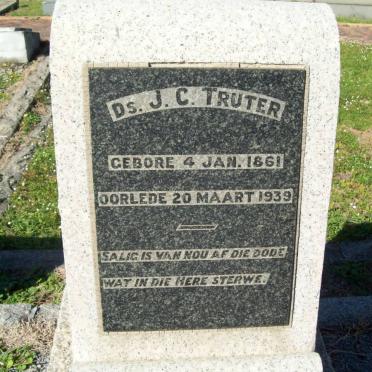 Ds. J. C. TRUTER
GEBORE 4 JAN. 1861
OORLEDE 20 MAART 1939
SALIG IS VAN NOU AF DIE DODE
WAT IN DIE HERE STERWE.